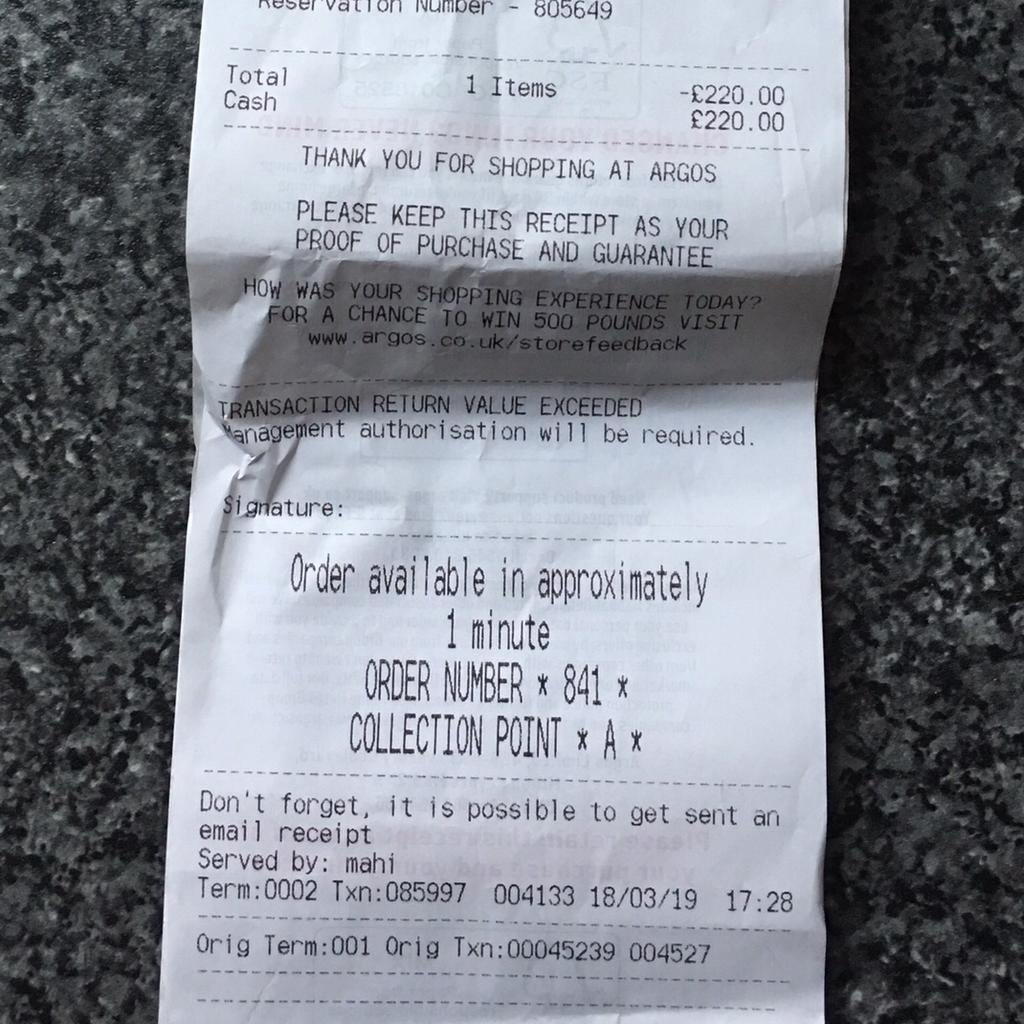 Reservation Number - 805649
Total 1 Items -£220.00
Cash £220.00
THANK YOU FOR SHOPPING AT ARGOS
PLEASE KEEP THIS RECEIPT AS YOUR
PROOF OF PURCHASE AND GUARANTEE
HOW WAS YOUR SHOPPING EXPERIENCE TODAY?
FOR A CHANCE TO WIN 500 POUNDS VISIT
www.argos.co.uk/storefeedback
TRANSACTION RETURN VALUE EXCEEDED
Management authorisation will be required.
Signature:
Order available in approximately
1 minute
ORDER NUMBER * 841 *
COLLECTION POINT * A *
Don't forget, it is possible to get sent an
email receipt
Served by: mahi
Term:0002 Txn:085997 004133 18/03/19 17:28
Orig Term:001 Orig Txn:00045239 004527